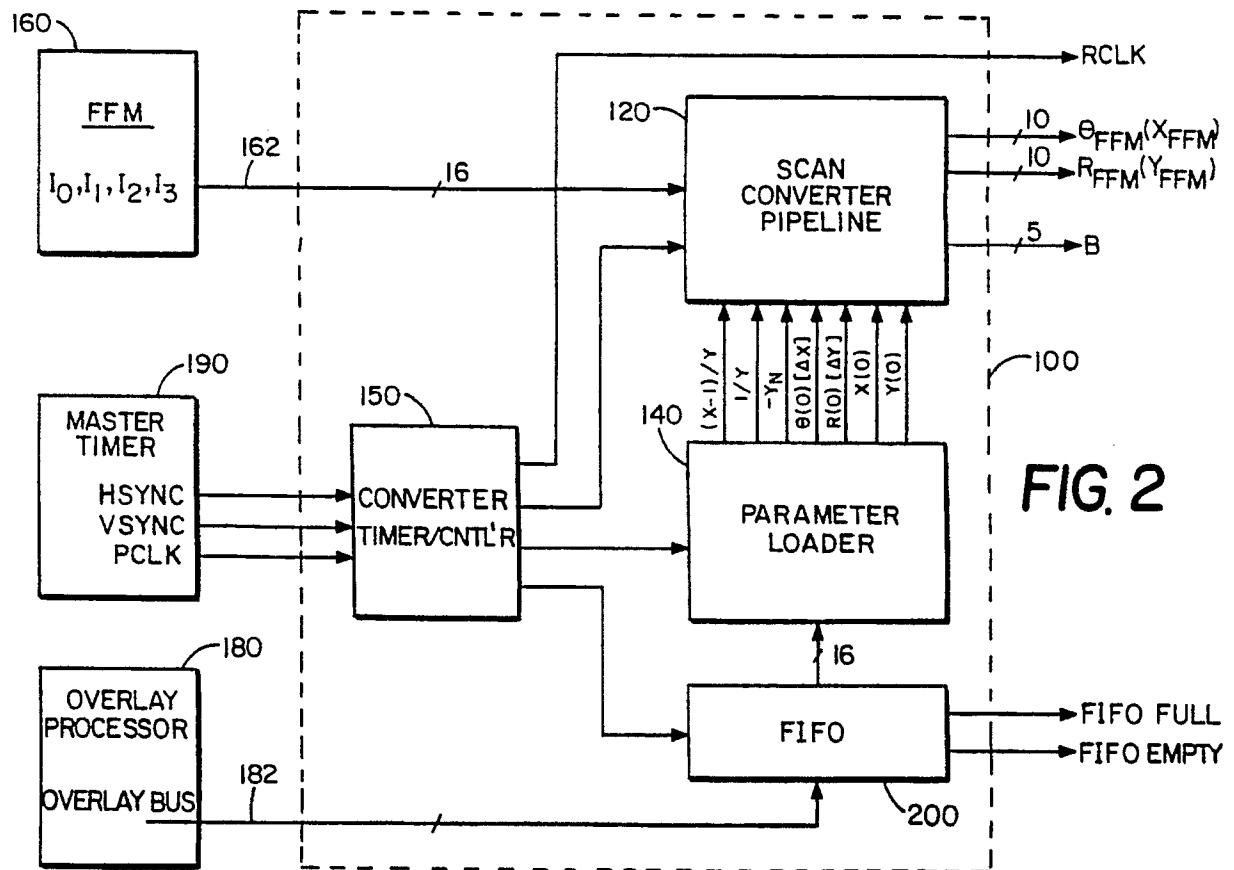 160
FFM
I0, I1, I2, I3
162
16
RCLK
120
SCAN
CONVERTER
PIPELINE
10
θFFM(XFFM)
10
RFFM(YFFM)
5
B
(X-1)/Y
1/Y
-YN
θ(0)[ΔX]
R(0)[ΔY]
X(0)
Y(0)
100
190
MASTER
TIMER
HSYNC
VSYNC
PCLK
150
CONVERTER
TIMER/CNTL'R
140
PARAMETER
LOADER
FIG. 2
16
180
OVERLAY
PROCESSOR
OVERLAY BUS
182
FIFO
200
FIFO FULL
FIFO EMPTY